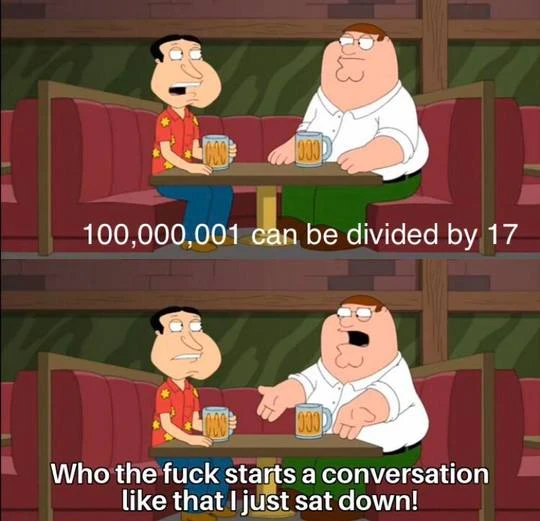 100,000,001 can be divided by 17
Who the fuck starts a conversation
like that I just sat down!